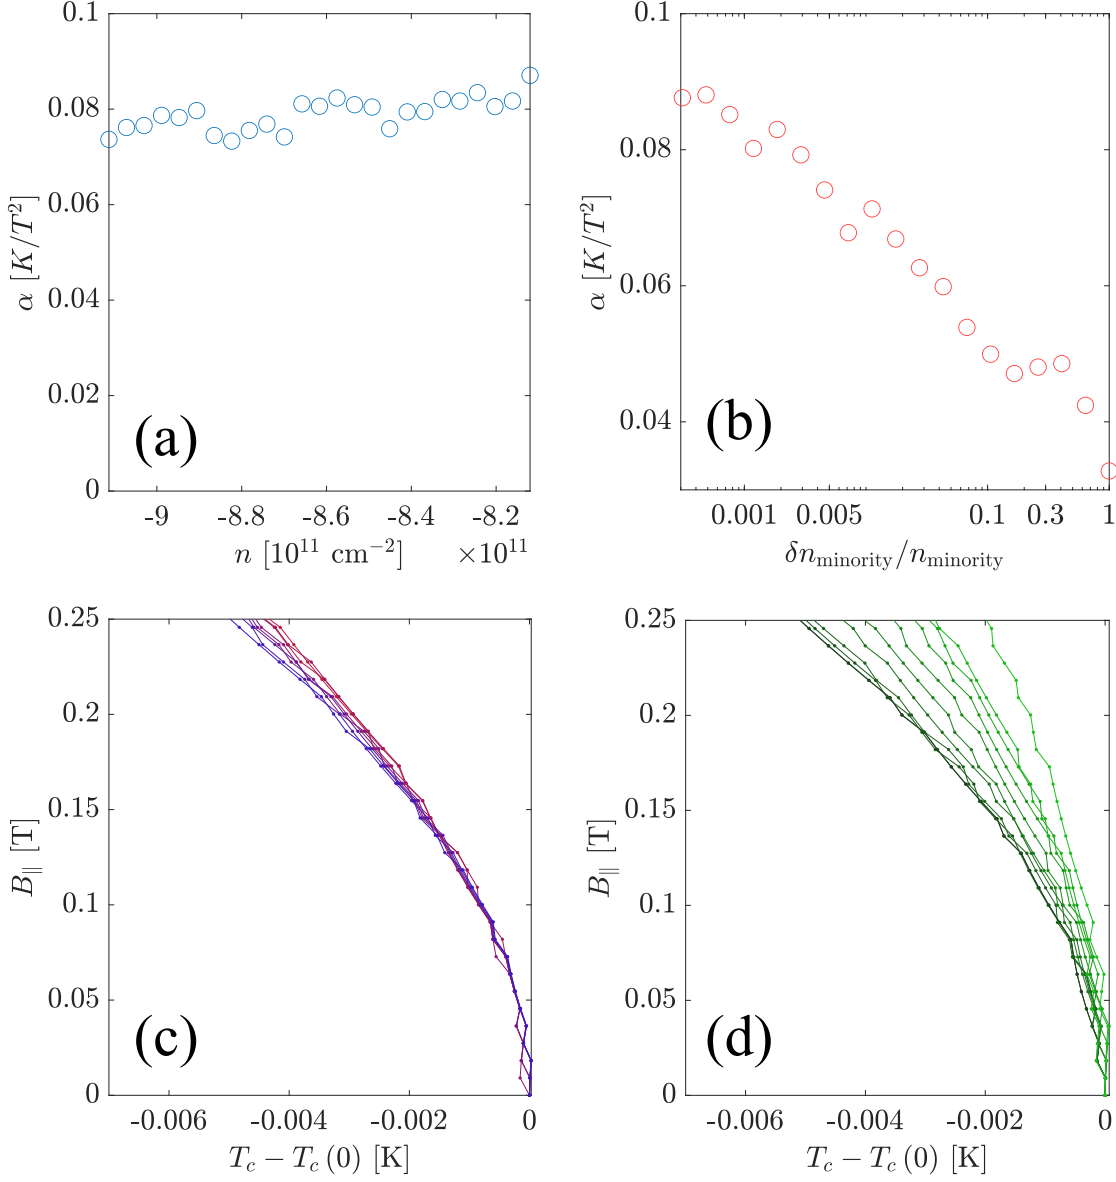 0.1
0.08
0.06
0.04
0.02
0
α [K/T²]
(a)
-9 -8.8 -8.6 -8.4 -8.2
n [10¹¹ cm⁻²] ×10¹¹
0.1
0.08
0.06
0.04
α [K/T²]
(b)
0.001 0.005 0.1 0.3 1
δn_minority/n_minority
0.25
0.2
0.15
0.1
0.05
0
B_∥ [T]
(c)
-0.006 -0.004 -0.002 0
T_c − T_c (0) [K]
0.25
0.2
0.15
0.1
0.05
0
B_∥ [T]
(d)
-0.006 -0.004 -0.002 0
T_c − T_c (0) [K]